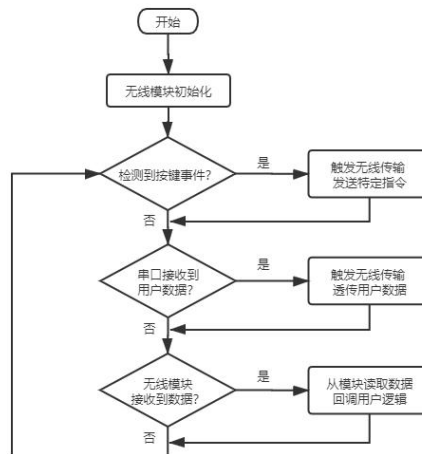 开始
无线模块初始化
检测到按键事件?
是
触发无线传输
发送特定指令
否
串口接收到
用户数据?
是
触发无线传输
透传用户数据
否
无线模块
接收到数据?
是
从模块读取数据
回调用户逻辑
否